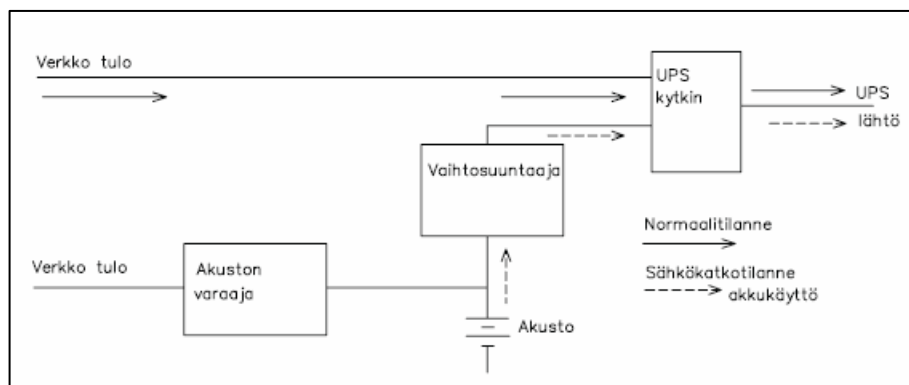 Verkko tulo
UPS
kytkin
UPS
lähtö
Vaihtosuuntaaja
Normaalitilanne
Verkko tulo
Akuston
varaaja
Sähkökatkotilanne
akkukäyttö
Akusto